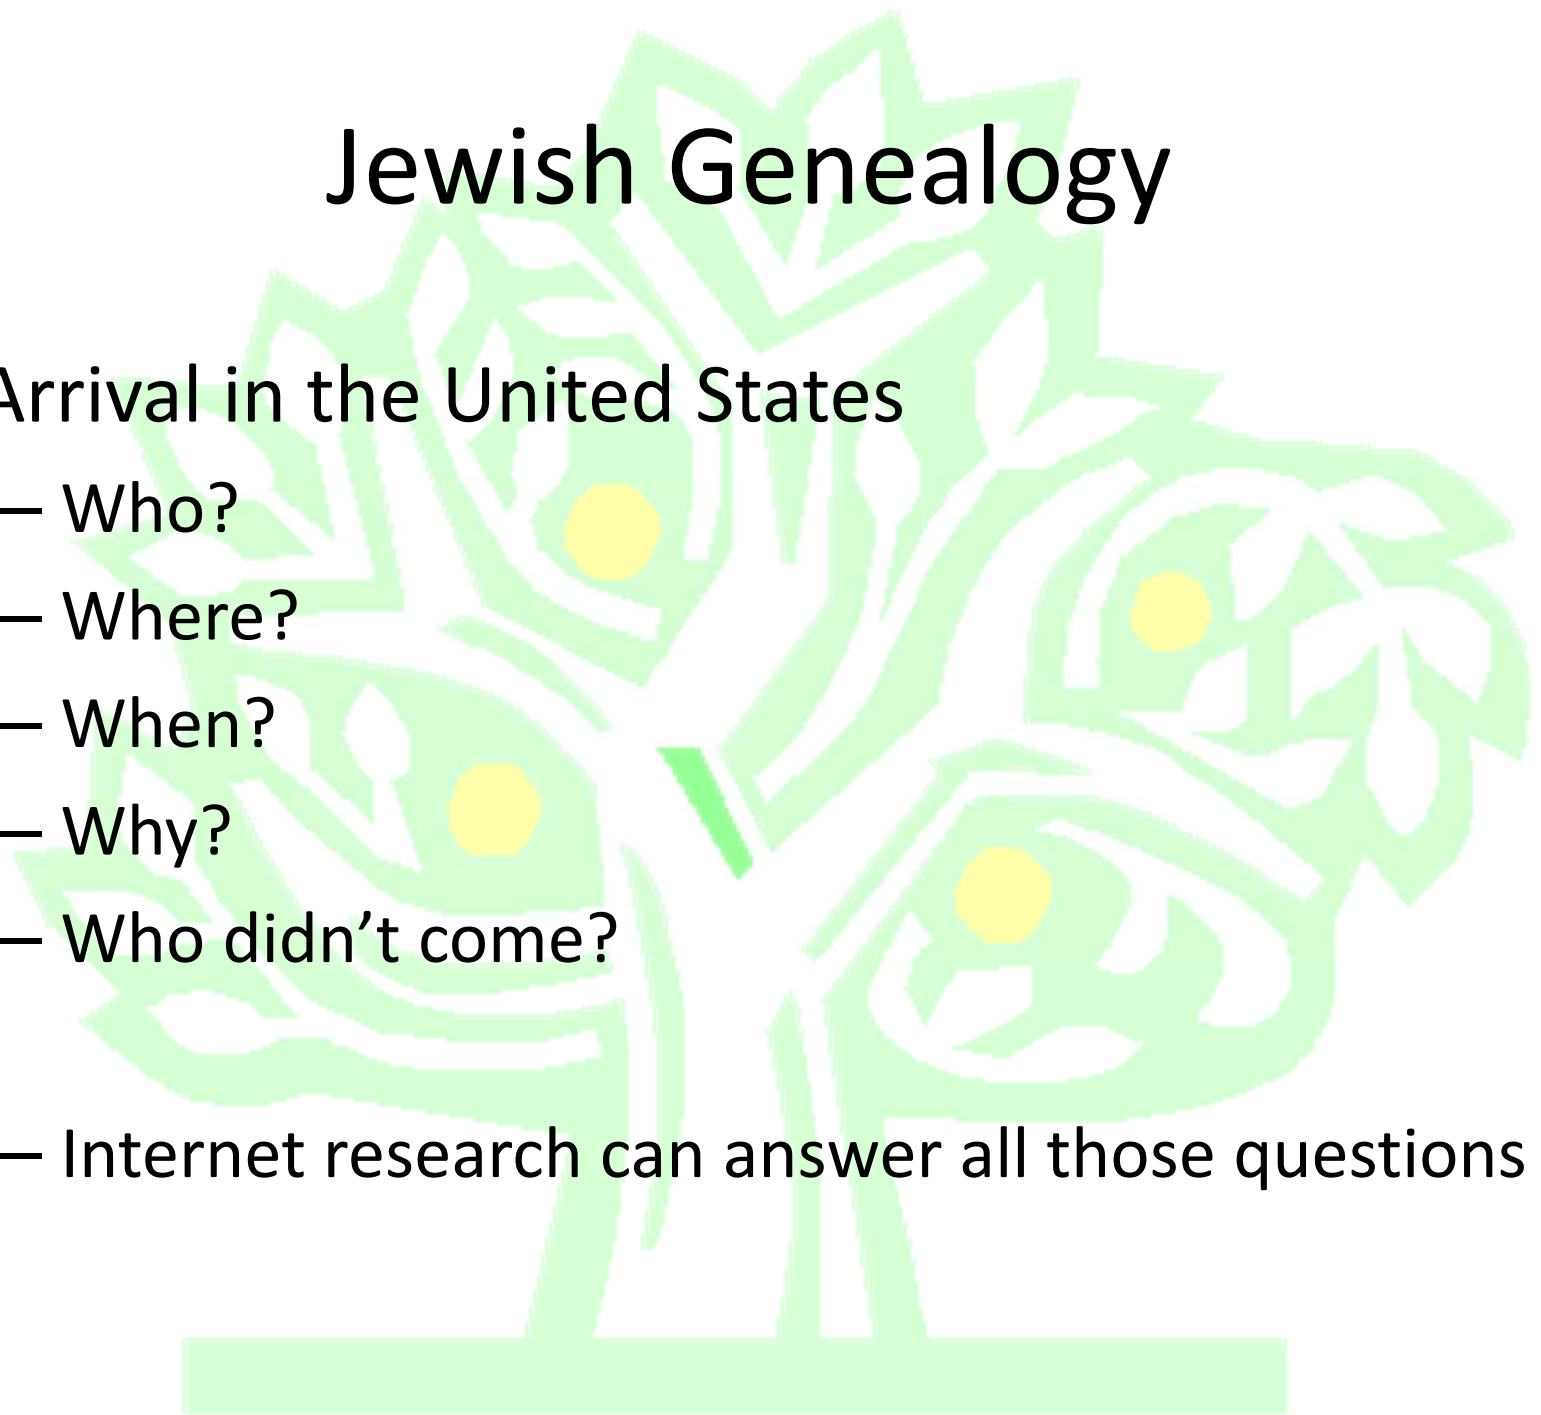 Jewish Genealogy
Arrival in the United States
– Who?
– Where?
– When?
– Why?
– Who didn’t come?
– Internet research can answer all those questions